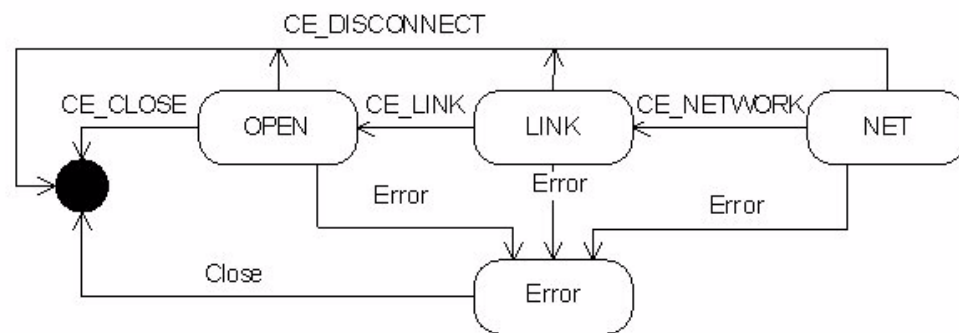 CE_DISCONNECT
CE_CLOSE
OPEN
CE_LINK
LINK
CE_NETWORK
NET
Error
Error
Error
Close
Error